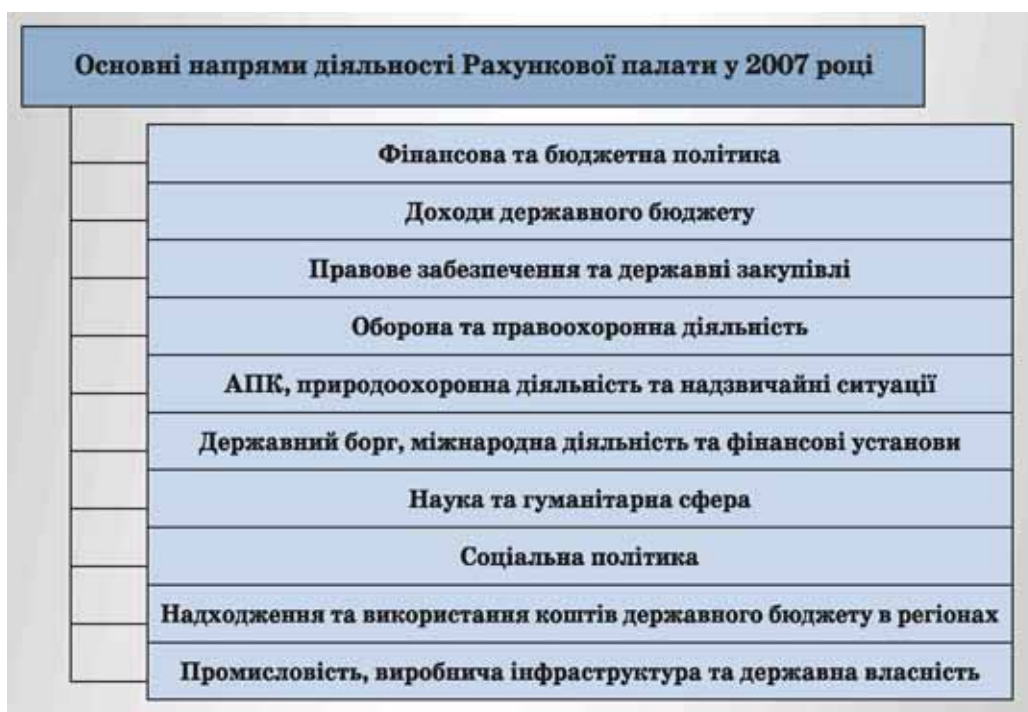 Основні напрями діяльності Рахункової палати у 2007 році
Фінансова та бюджетна політика
Доходи державного бюджету
Правове забезпечення та державні закупівлі
Оборона та правоохоронна діяльність
АПК, природоохоронна діяльність та надзвичайні ситуації
Державний борг, міжнародна діяльність та фінансові установи
Наука та гуманітарна сфера
Соціальна політика
Надходження та використання коштів державного бюджету в регіонах
Промисловість, виробнича інфраструктура та державна власність